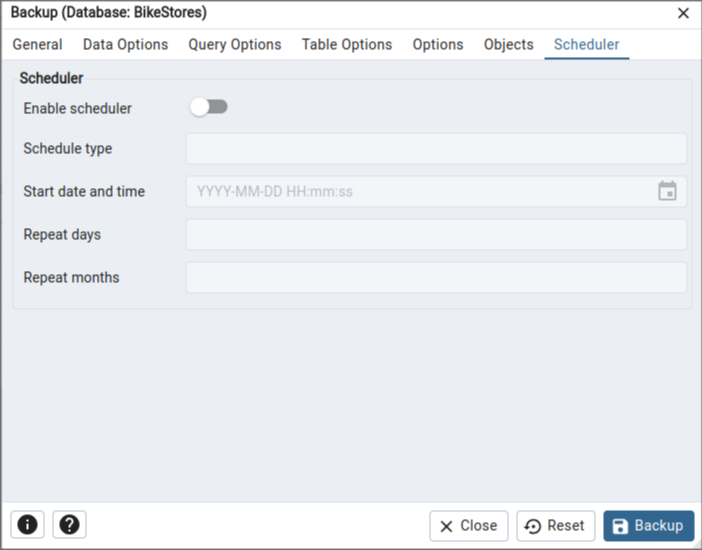 Backup (Database: BikeStores)
General Data Options Query Options Table Options Options Objects Scheduler
Scheduler
Enable scheduler
Schedule type
Start date and time YYYY-MM-DD HH:mm:ss
Repeat days
Repeat months
Close Reset Backup